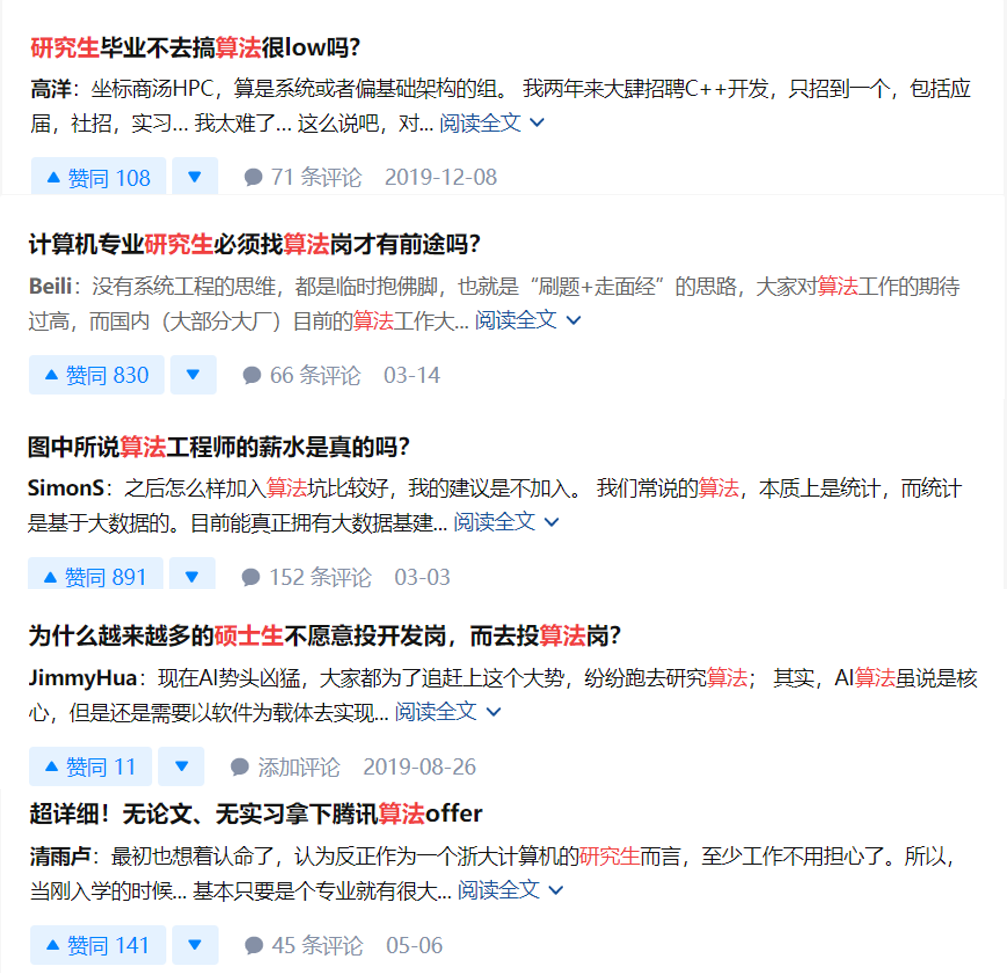 研究生毕业不去搞算法很low吗？
高洋：坐标商汤HPC，算是系统或者偏基础架构的组。 我两年来大肆招聘C++开发，只招到一个，包括应
届，社招，实习... 我太难了... 这么说吧，对... 阅读全文
赞同 108 71 条评论 2019-12-08
计算机专业研究生必须找算法岗才有前途吗？
Beili：没有系统工程的思维，都是临时抱佛脚，也就是“刷题+走面经”的思路，大家对算法工作的期待
过高，而国内（大部分大厂）目前的算法工作大... 阅读全文
赞同 830 66 条评论 03-14
图中所说算法工程师的薪水是真的吗？
SimonS：之后怎么样加入算法坑比较好，我的建议是不加入。 我们常说的算法，本质上是统计，而统计
是基于大数据的。目前能真正拥有大数据基建... 阅读全文
赞同 891 152 条评论 03-03
为什么越来越多的硕士生不愿意投开发岗，而去投算法岗？
JimmyHua：现在AI势头凶猛，大家都为了追赶上这个大势，纷纷跑去研究算法； 其实，AI算法虽说是核
心，但是还是需要以软件为载体去实现... 阅读全文
赞同 11 添加评论 2019-08-26
超详细！无论文、无实习拿下腾讯算法offer
清雨卢：最初也想着认命了，认为反正作为一个浙大计算机的研究生而言，至少工作不用担心了。所以，
当刚入学的时候... 基本只要是个专业就有很大... 阅读全文
赞同 141 45 条评论 05-06